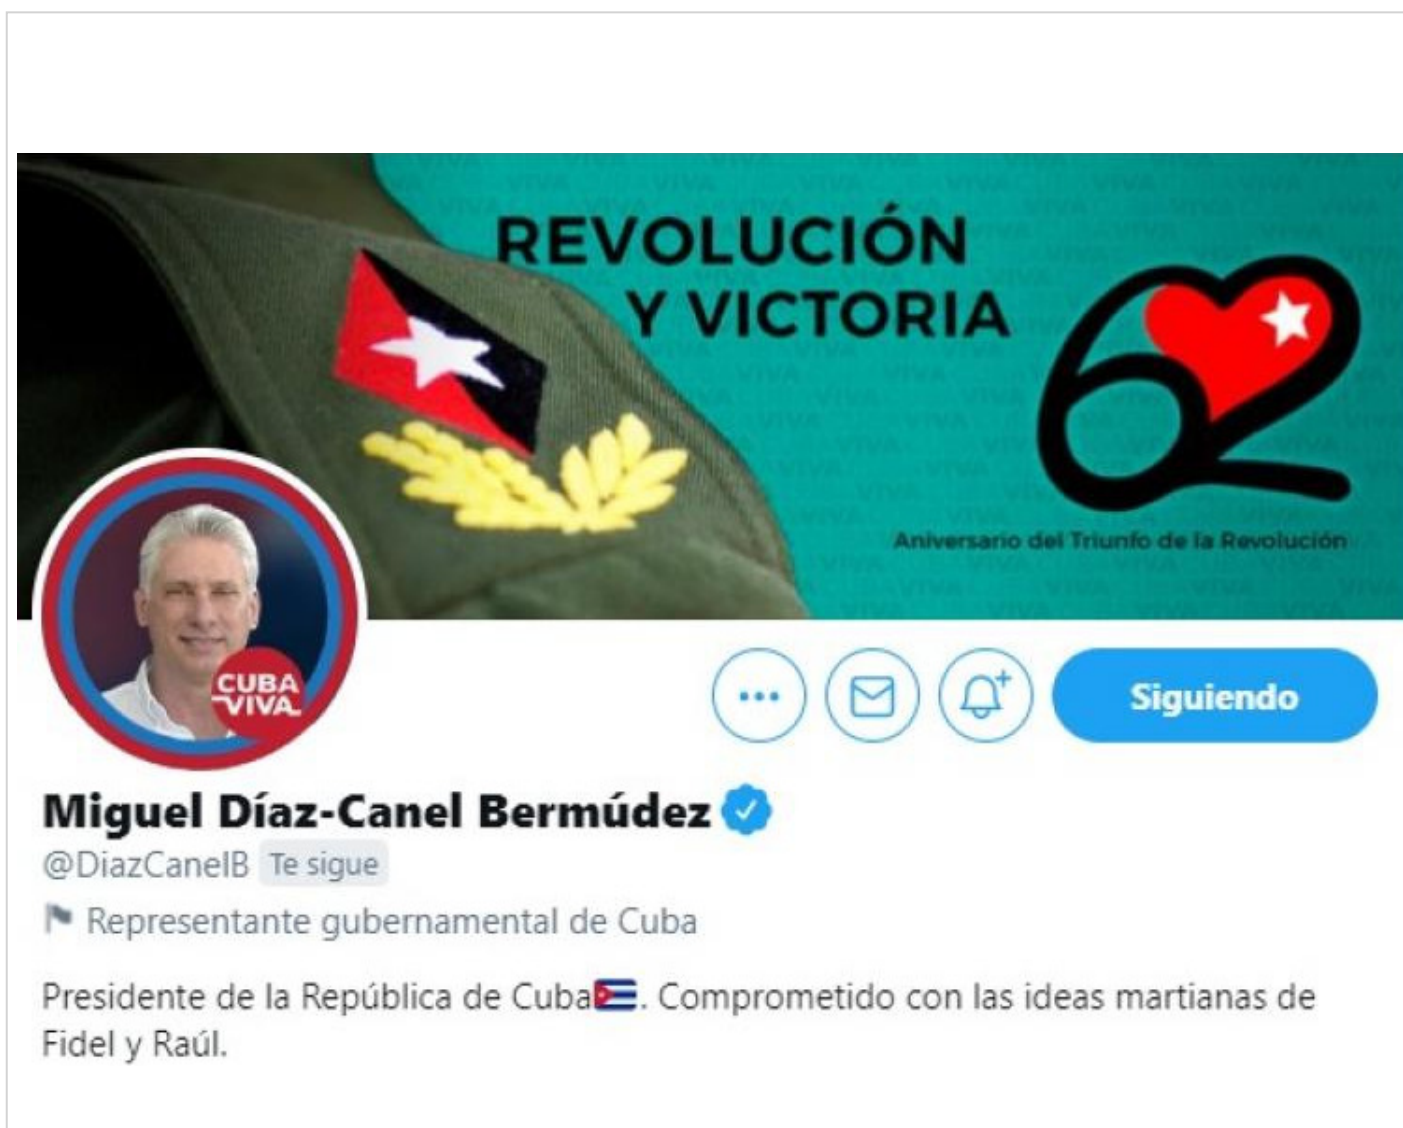 REVOLUCIÓN
Y VICTORIA
62
Aniversario del Triunfo de la Revolución
CUBA
VIVA
Siguiendo
Miguel Díaz-Canel Bermúdez
@DiazCanelB Te sigue
Representante gubernamental de Cuba
Presidente de la República de Cuba🇨🇺. Comprometido con las ideas martianas de
Fidel y Raúl.